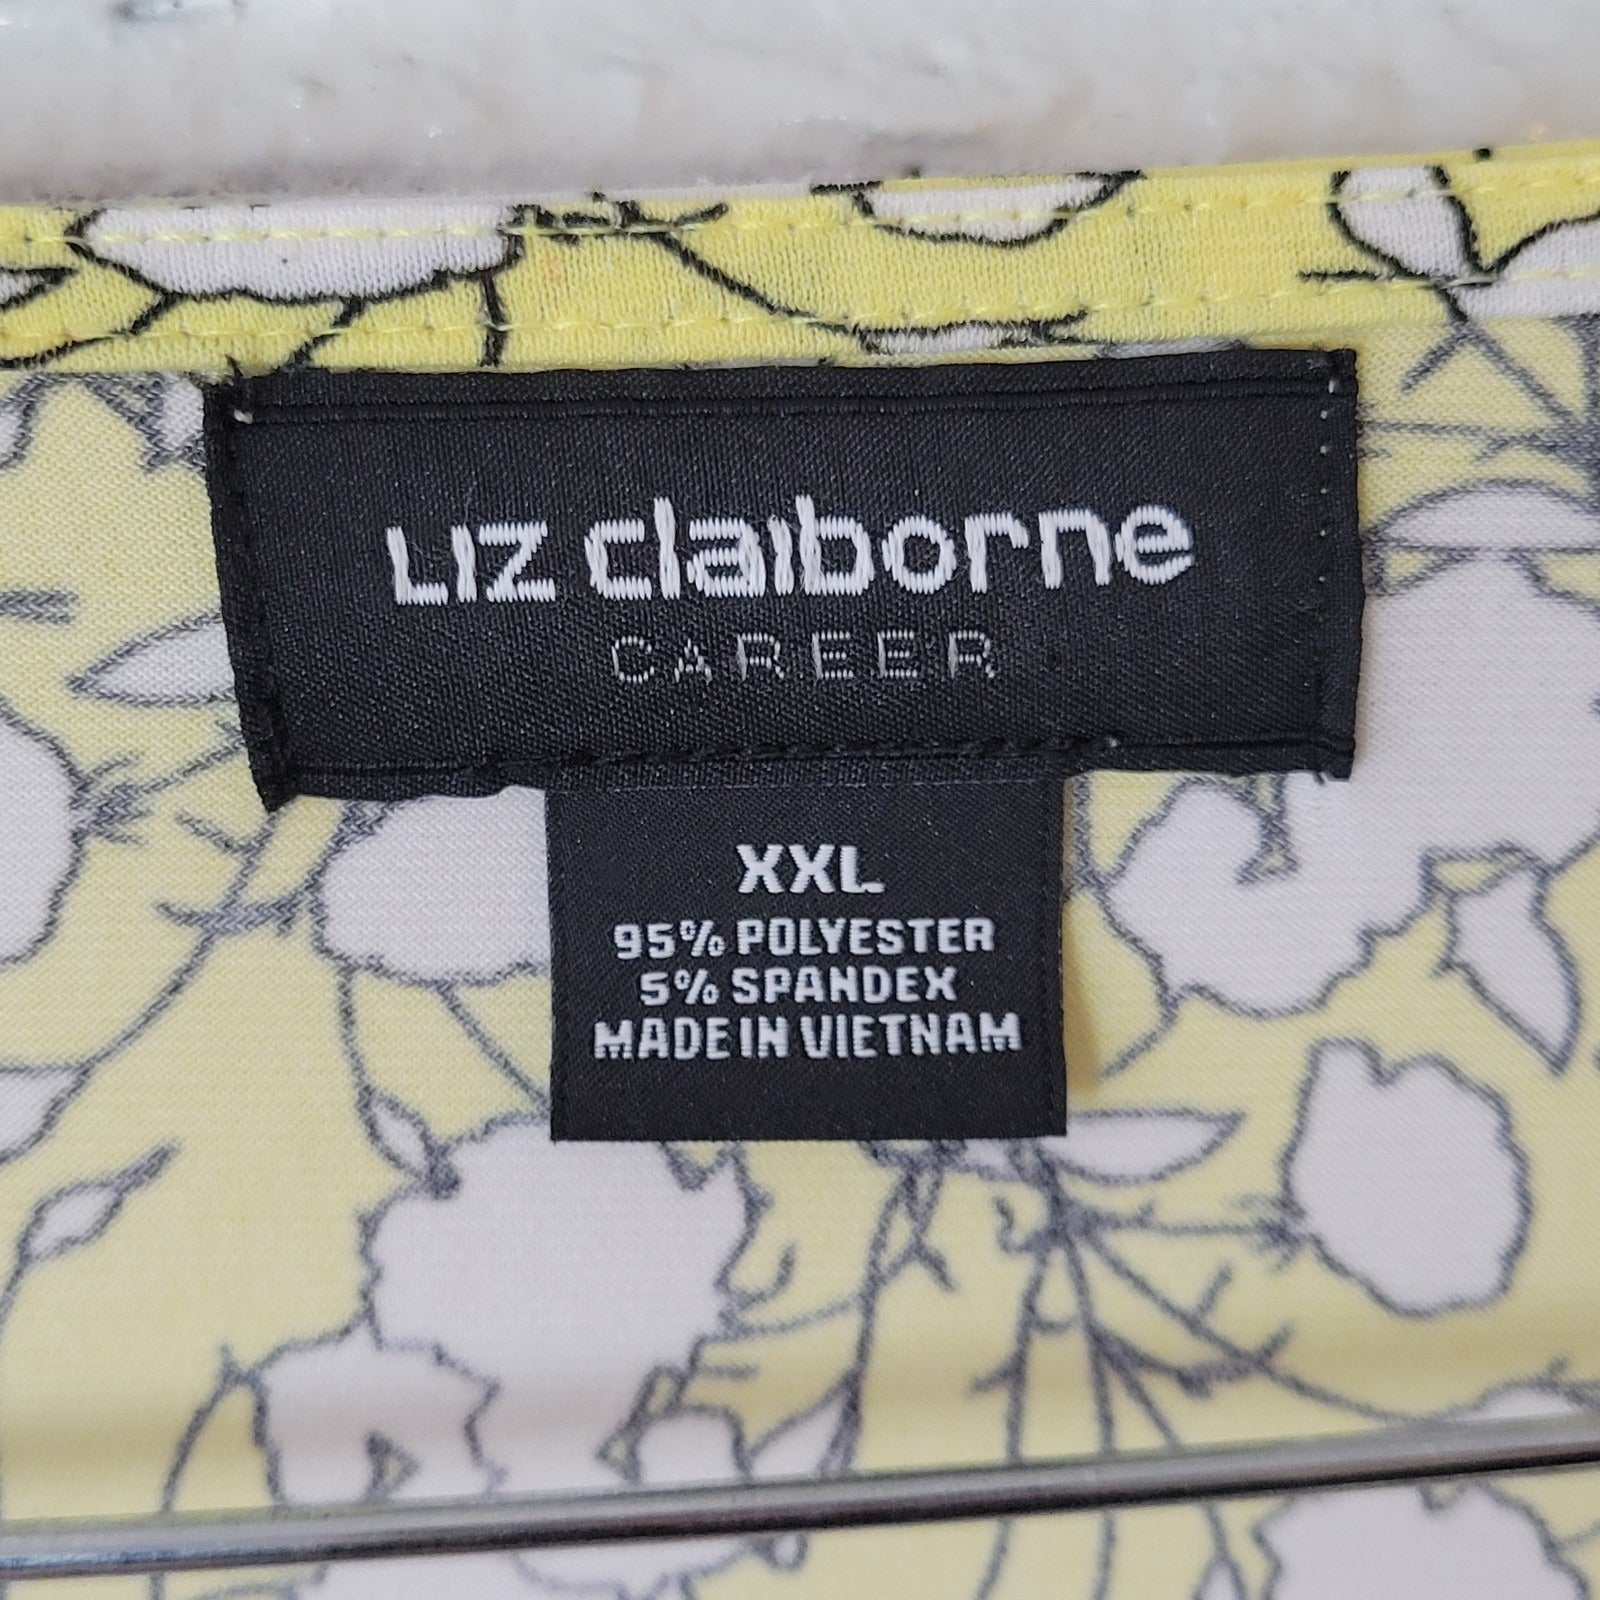 LIZ claiborne
CAREER
XXL
95% POLYESTER
5% SPANDEX
MADE IN VIETNAM